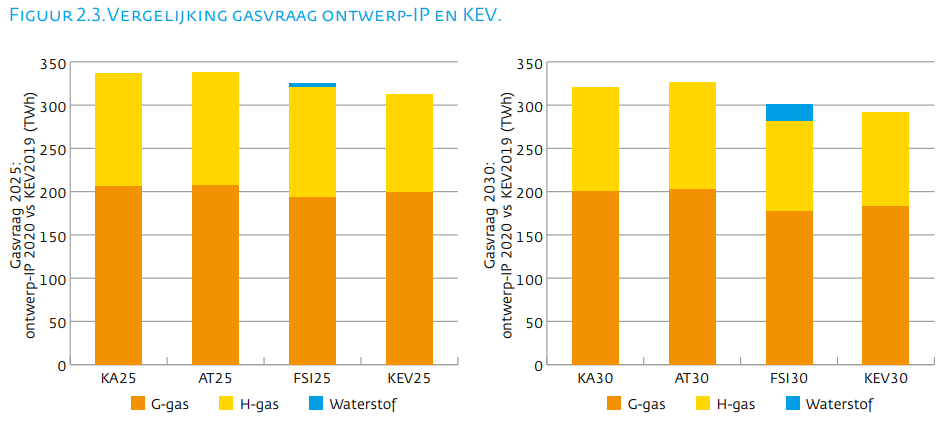 Figuur 2.3. Vergelijking gasvraag ontwerp-IP en KEV.
Gasvraag 2025:
ontwerp-IP 2020 vs KEV2019 (TWh)
350
300
250
200
150
100
50
0
KA25 AT25 FSI25 KEV25
G-gas H-gas Waterstof
Gasvraag 2030:
ontwerp-IP 2020 vs KEV2019 (TWh)
350
300
250
200
150
100
50
0
KA30 AT30 FSI30 KEV30
G-gas H-gas Waterstof